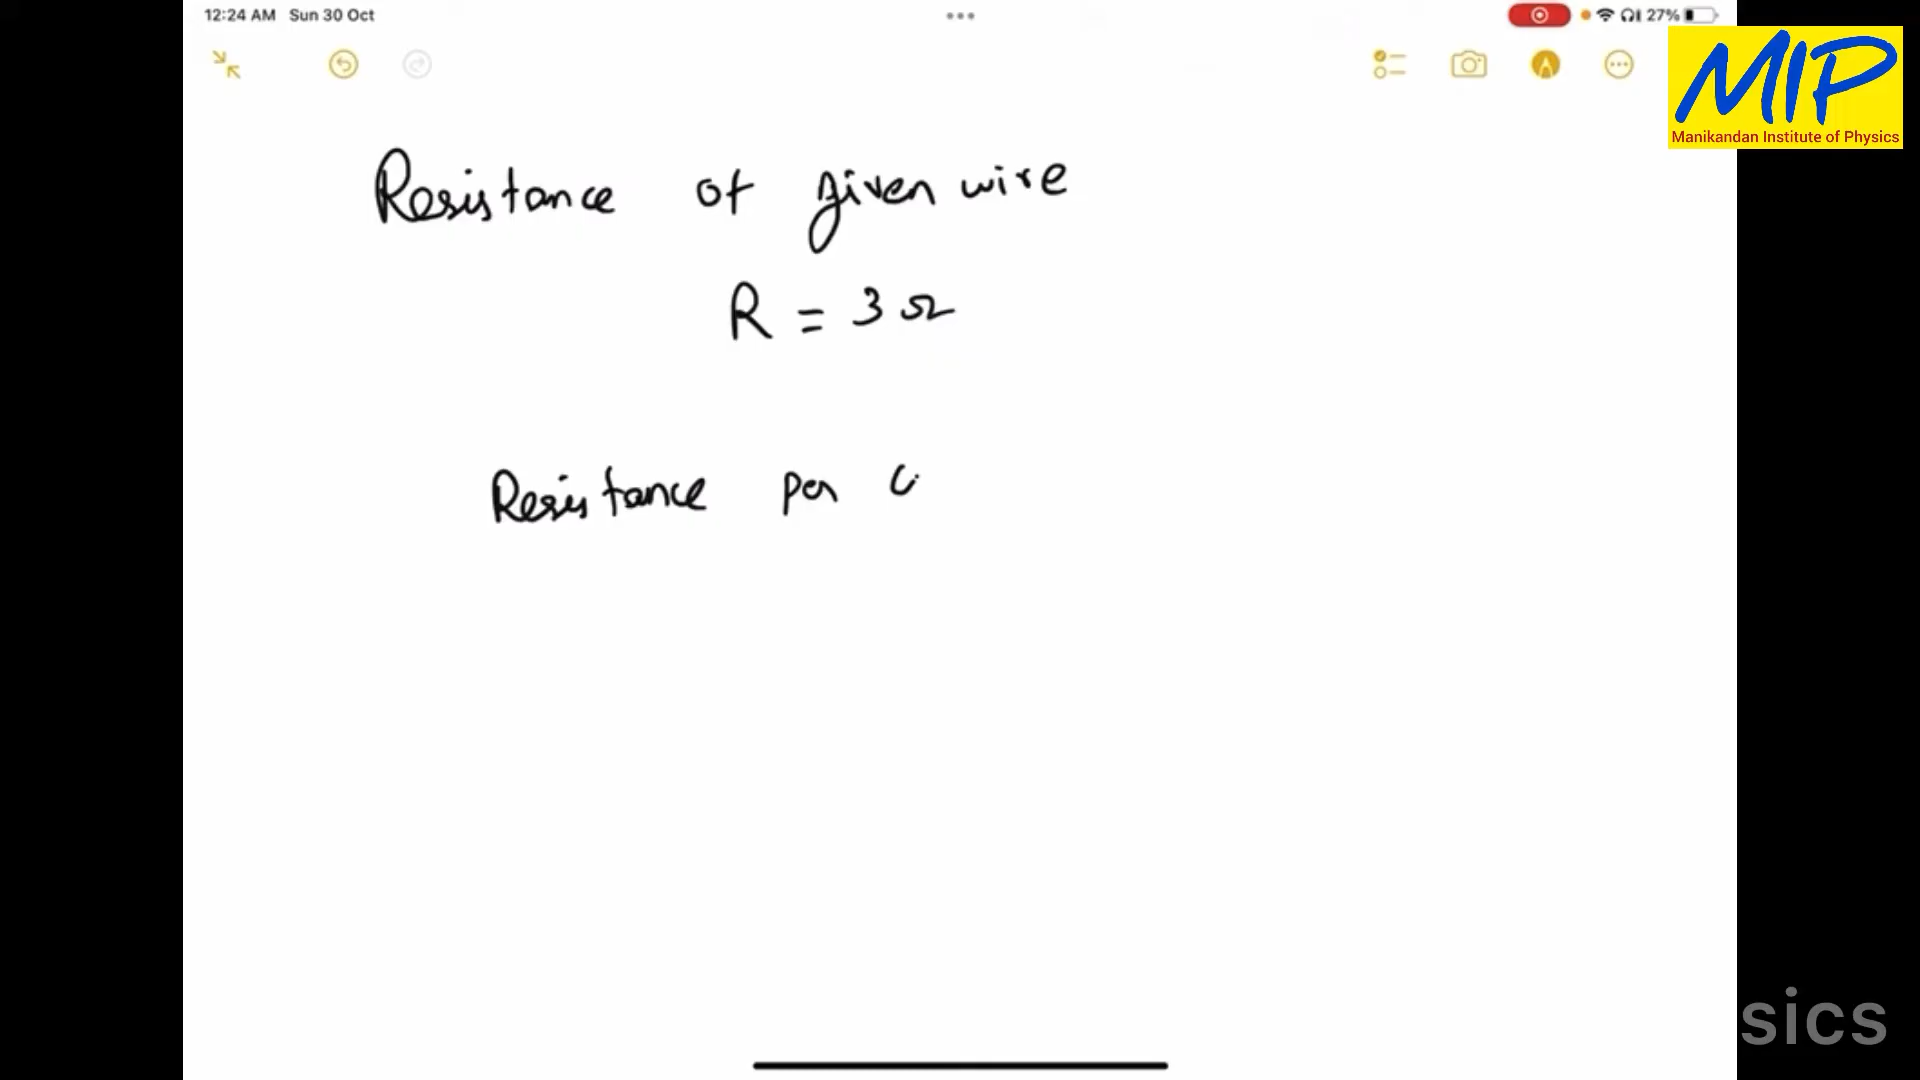 12:24 AM Sun 30 Oct
27%
MIP
Manikandan Institute of Physics
Resistance of given wire
R = 3 Ω
Resistance per
sics